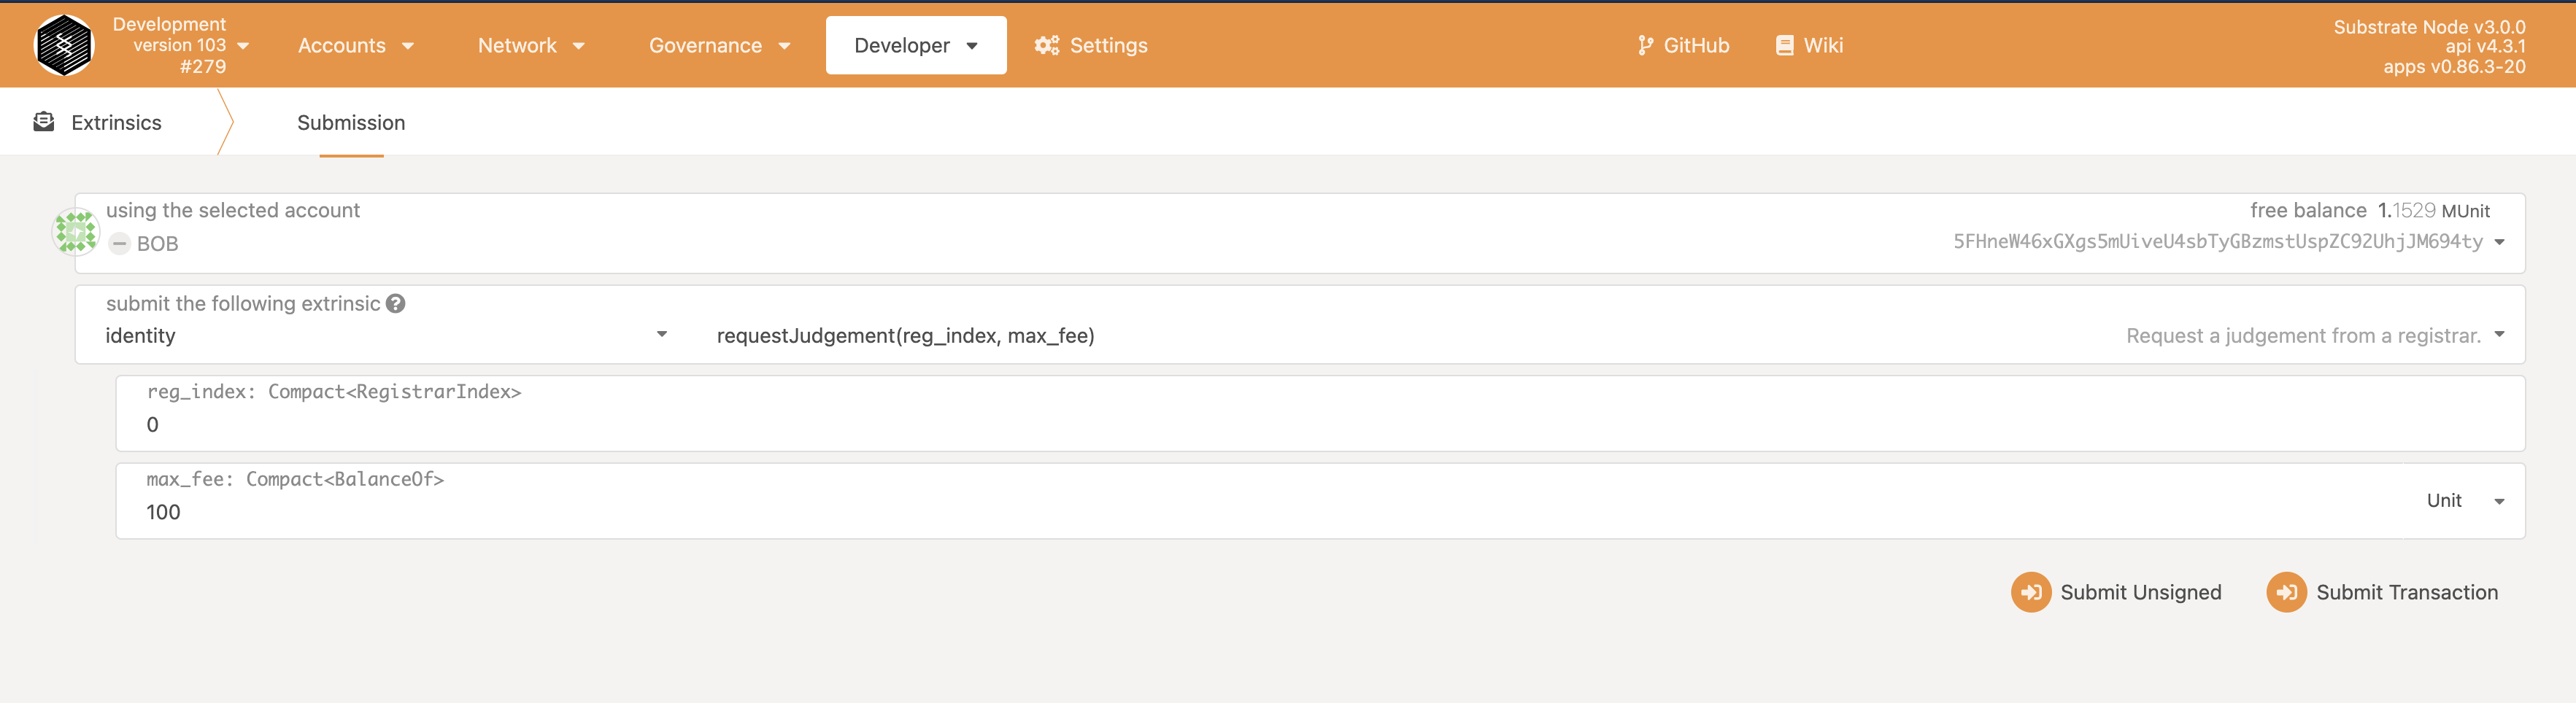 Development
version 103
#279
Accounts
Network
Governance
Developer
Settings
GitHub
Wiki
Substrate Node v3.0.0
api v4.3.1
apps v0.86.3-20
Extrinsics
Submission
using the selected account
free balance 1.1529 MUnit
BOB
5FHneW46xGXgs5mUiveU4sbTyGBzmstUspZC92UhjJM694ty
submit the following extrinsic ?
identity
requestJudgement(reg_index, max_fee)
Request a judgement from a registrar.
reg_index: Compact<RegistrarIndex>
0
max_fee: Compact<BalanceOf>
100
Unit
Submit Unsigned
Submit Transaction